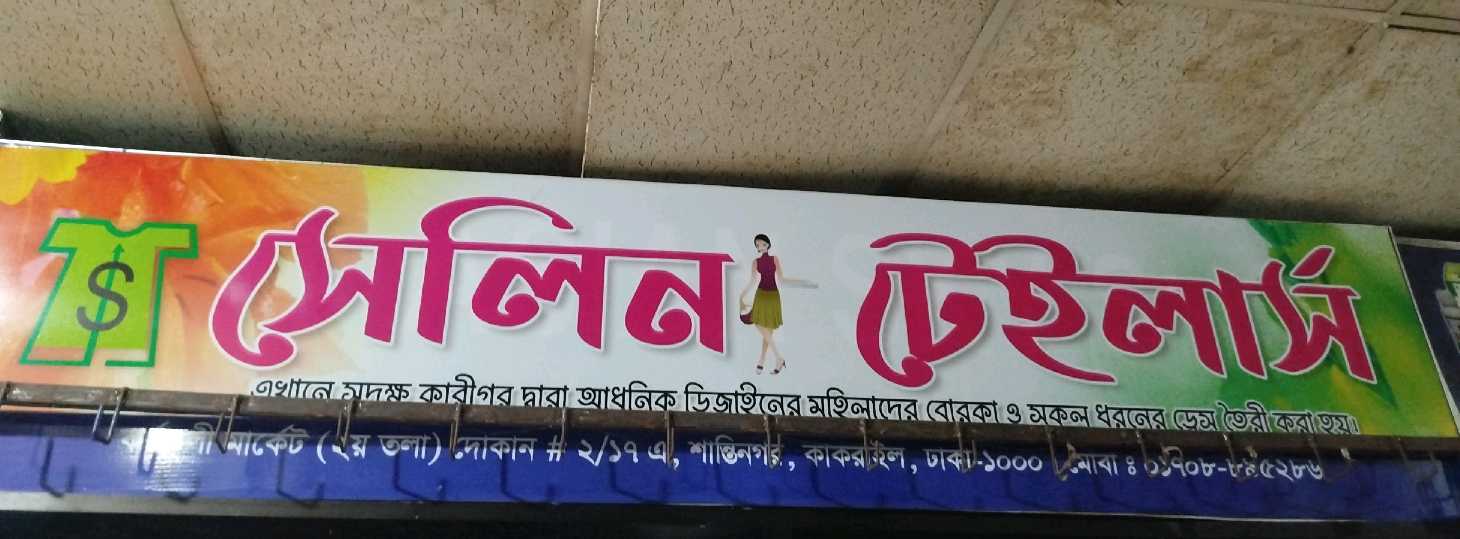 $
সেলিন টেইলার্স
এখানে সুদক্ষ কারীগর দ্বারা আধুনিক ডিজাইনের মহিলাদের বোরকা ও সকল ধরনের ড্রেস তৈরী করা হয়।
মার্কেট (২য় তলা) দোকান # ২/১৭ এ, শান্তিনগর, কাকরাইল, ঢাকা-১০০০ মোবা ঃ